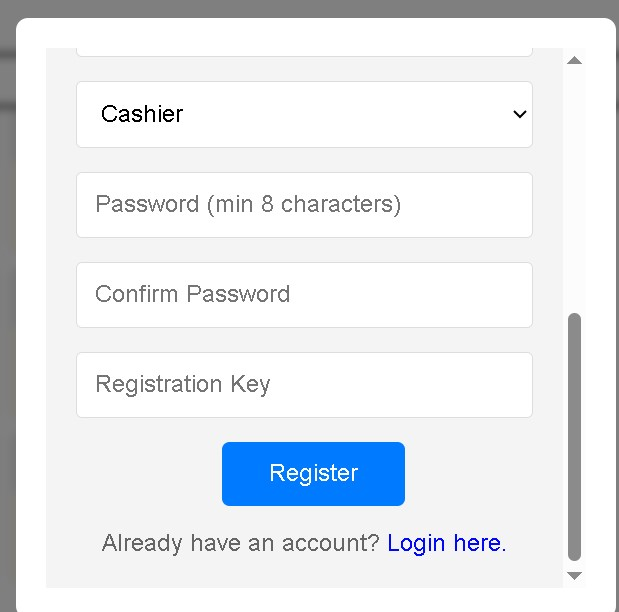 Cashier
Password (min 8 characters)
Confirm Password
Registration Key
Register
Already have an account? Login here.